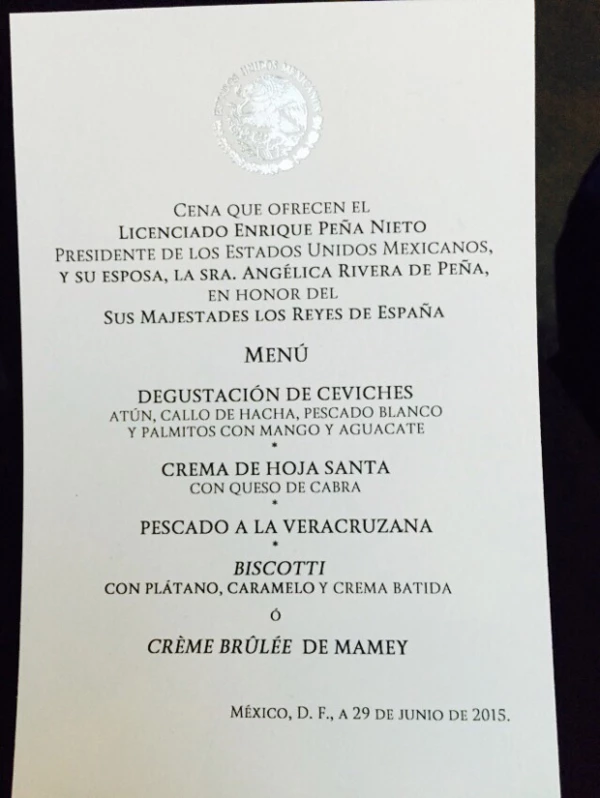 ESTADOS UNIDOS MEXICANOS
CENA QUE OFRECEN EL
LICENCIADO ENRIQUE PEÑA NIETO
PRESIDENTE DE LOS ESTADOS UNIDOS MEXICANOS,
Y SU ESPOSA, LA SRA. ANGÉLICA RIVERA DE PEÑA,
EN HONOR DEL
SUS MAJESTADES LOS REYES DE ESPAÑA
MENÚ
DEGUSTACIÓN DE CEVICHES
ATÚN, CALLO DE HACHA, PESCADO BLANCO
Y PALMITOS CON MANGO Y AGUACATE
*
CREMA DE HOJA SANTA
CON QUESO DE CABRA
*
PESCADO A LA VERACRUZANA
*
BISCOTTI
CON PLÁTANO, CARAMELO Y CREMA BATIDA
Ó
CRÈME BRÛLÉE DE MAMEY
MÉXICO, D. F., A 29 DE JUNIO DE 2015.